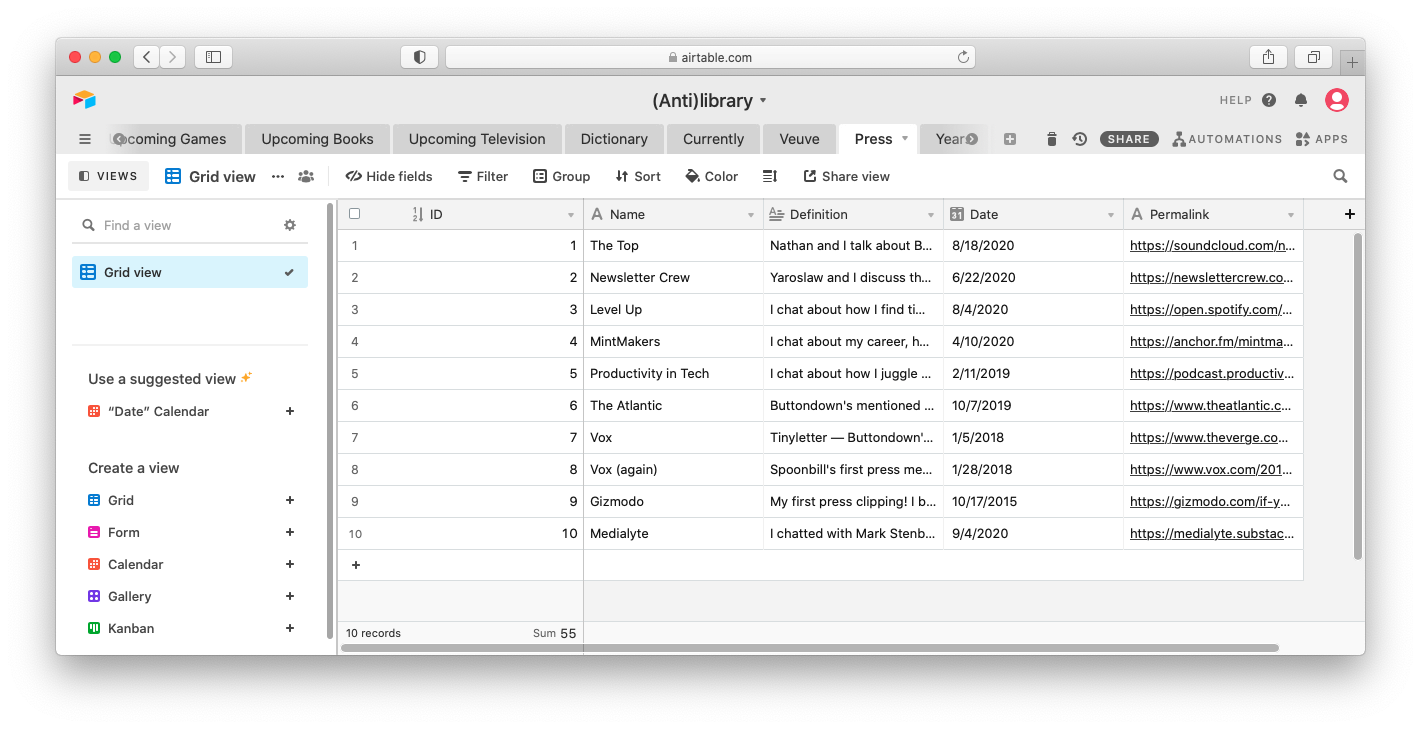 airtable.com
(Anti)library
HELP
pcoming Games Upcoming Books Upcoming Television Dictionary Currently Veuve Press Year SHARE AUTOMATIONS APPS
VIEWS Grid view Hide fields Filter Group Sort Color Share view
Find a view
Grid view
Use a suggested view
“Date” Calendar
Create a view
Grid
Form
Calendar
Gallery
Kanban
ID Name Definition Date Permalink
1 1 The Top Nathan and I talk about B... 8/18/2020 https://soundcloud.com/n...
2 2 Newsletter Crew Yaroslaw and I discuss th... 6/22/2020 https://newslettercrew.co...
3 3 Level Up I chat about how I find ti... 8/4/2020 https://open.spotify.com/...
4 4 MintMakers I chat about my career, h... 4/10/2020 https://anchor.fm/mintma...
5 5 Productivity in Tech I chat about how I juggle ... 2/11/2019 https://podcast.productiv...
6 6 The Atlantic Buttondown's mentioned ... 10/7/2019 https://www.theatlantic.c...
7 7 Vox Tinyletter — Buttondown'... 1/5/2018 https://www.theverge.co...
8 8 Vox (again) Spoonbill's first press me... 1/28/2018 https://www.vox.com/201...
9 9 Gizmodo My first press clipping! I b... 10/17/2015 https://gizmodo.com/if-y...
10 10 Medialyte I chatted with Mark Stenb... 9/4/2020 https://medialyte.substac...
10 records Sum 55